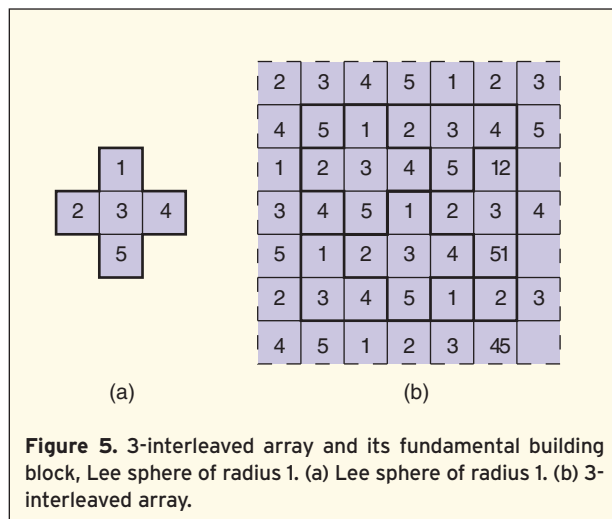 1
2 3 4
5
2 3 4 5 1 2 3
4 5 1 2 3 4 5
1 2 3 4 5 12
3 4 5 1 2 3 4
5 1 2 3 4 51
2 3 4 5 1 2 3
4 5 1 2 3 45
(a) (b)
Figure 5. 3-interleaved array and its fundamental building
block, Lee sphere of radius 1. (a) Lee sphere of radius 1. (b) 3-
interleaved array.